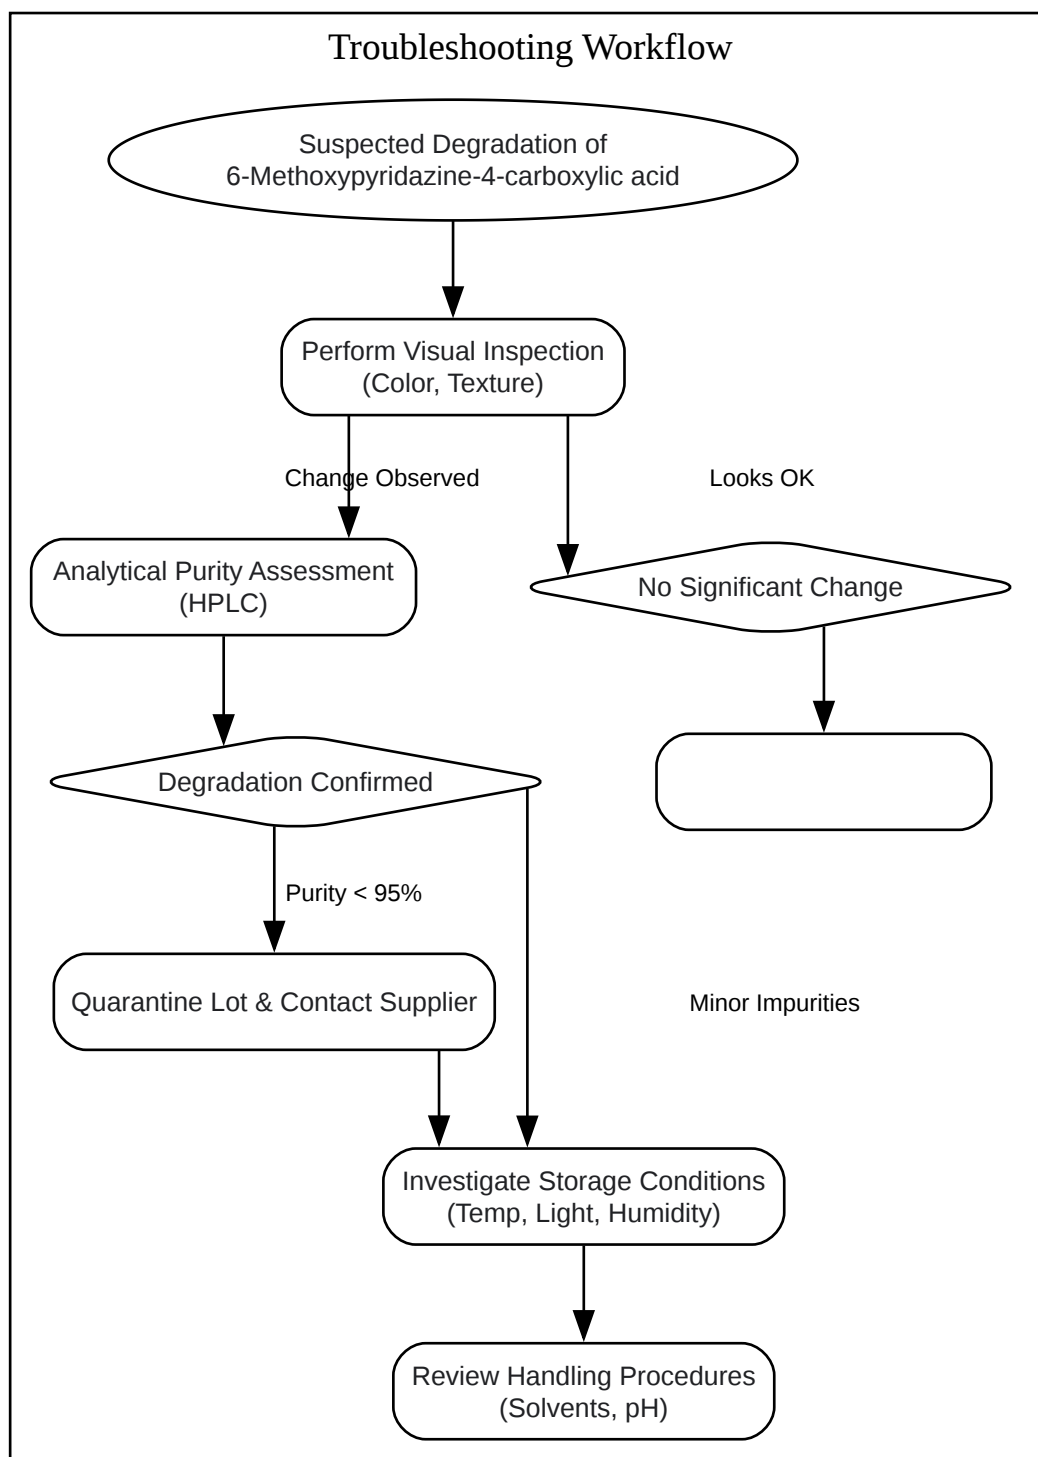 Troubleshooting Workflow
Suspected Degradation of
6-Methoxypyridazine-4-carboxylic acid
Perform Visual Inspection
(Color, Texture)
Change Observed
Looks OK
Analytical Purity Assessment
(HPLC)
No Significant Change
Degradation Confirmed
Purity < 95%
Quarantine Lot & Contact Supplier
Minor Impurities
Investigate Storage Conditions
(Temp, Light, Humidity)
Review Handling Procedures
(Solvents, pH)